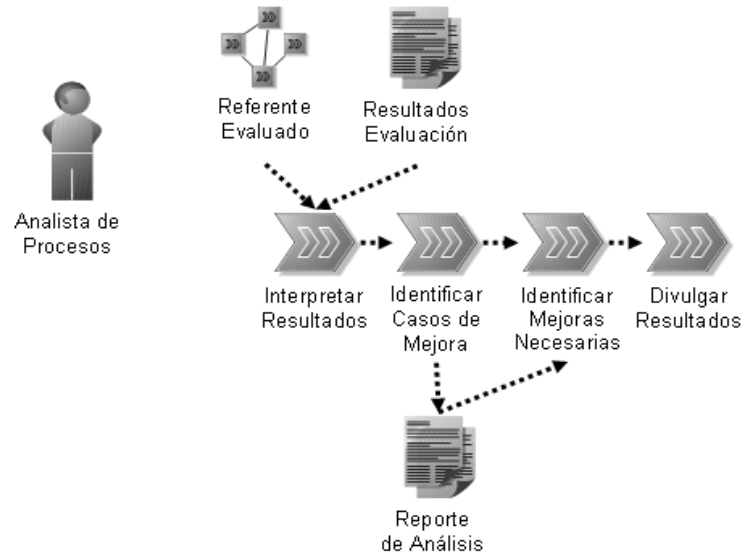 Referente
Evaluado
Resultados
Evaluación
Analista de
Procesos
Interpretar
Resultados
Identificar
Casos de
Mejora
Identificar
Mejoras
Necesarias
Divulgar
Resultados
Reporte
de Análisis